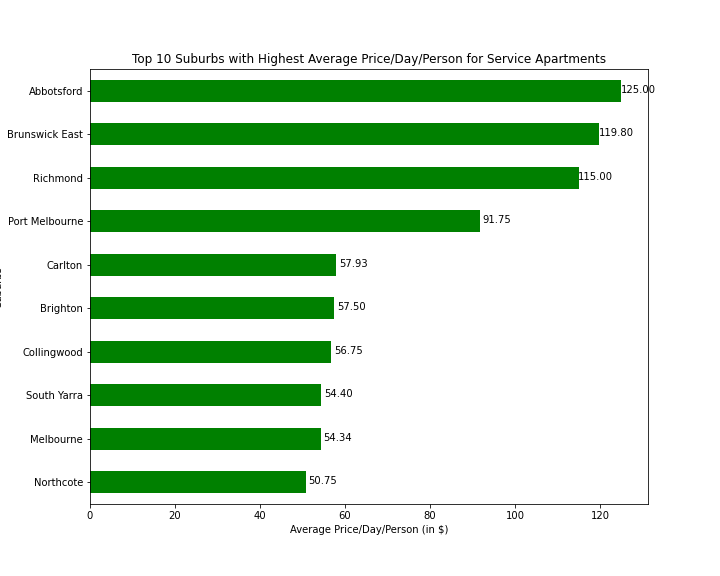 Top 10 Suburbs with Highest Average Price/Day/Person for Service Apartments
Abbotsford 125.00
Brunswick East 119.80
Richmond 115.00
Port Melbourne 91.75
Carlton 57.93
Brighton 57.50
Collingwood 56.75
South Yarra 54.40
Melbourne 54.34
Northcote 50.75
0 20 40 60 80 100 120
Average Price/Day/Person (in $)